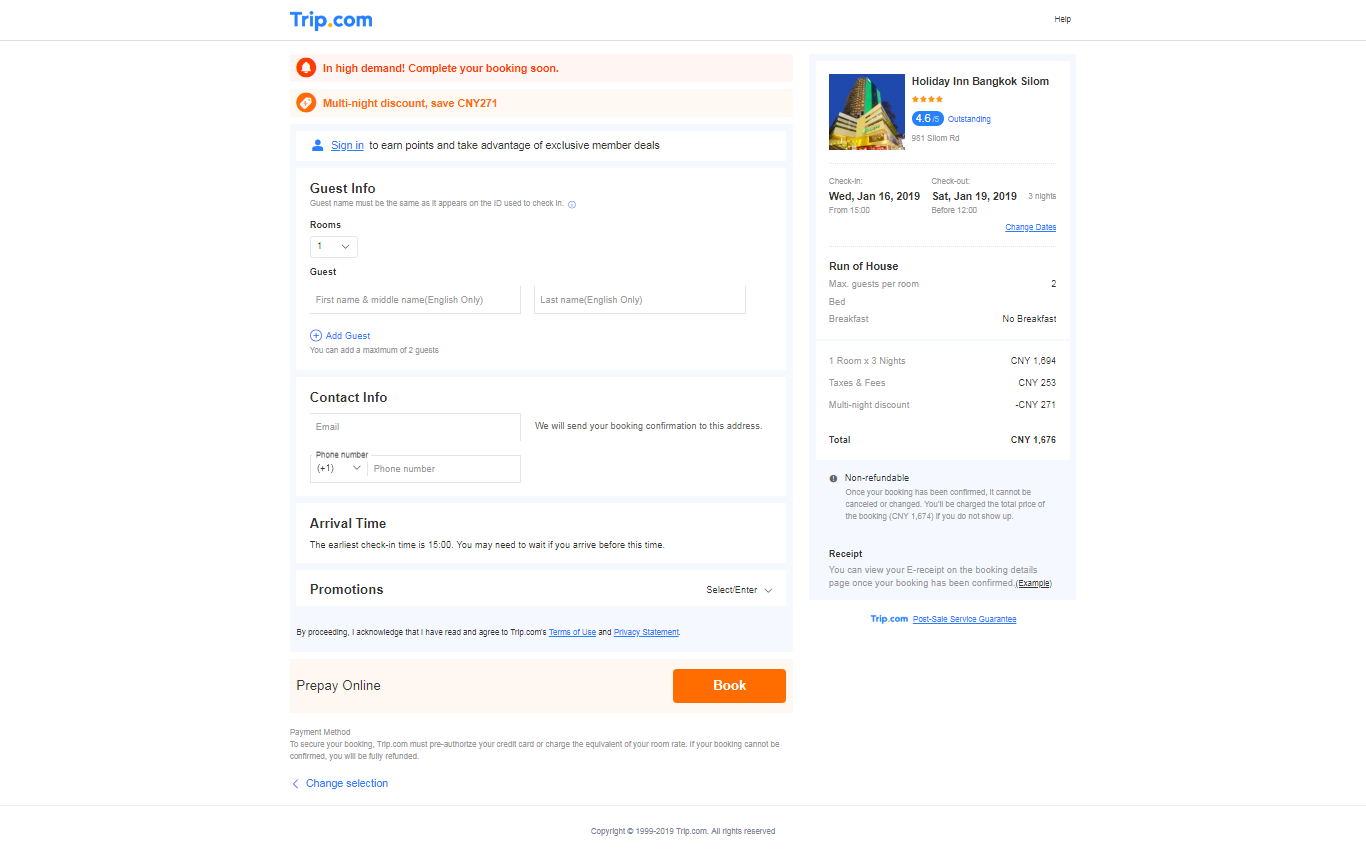 Trip.com
Help
In high demand! Complete your booking soon.
Multi-night discount, save CNY271
Sign in to earn points and take advantage of exclusive member deals
Guest Info
Guest name must be the same as it appears on the ID used to check in.
Rooms
1
Guest
First name & middle name(English Only)
Last name(English Only)
Add Guest
You can add a maximum of 2 guests
Contact Info
Email
We will send your booking confirmation to this address.
Phone number
(+1)
Phone number
Arrival Time
The earliest check-in time is 15:00. You may need to wait if you arrive before this time.
Promotions
Select/Enter
By proceeding, I acknowledge that I have read and agree to Trip.com's Terms of Use and Privacy Statement.
Prepay Online
Book
Payment Method
To secure your booking, Trip.com must pre-authorize your credit card or charge the equivalent of your room rate. If your booking cannot be
confirmed, you will be fully refunded.
Change selection
Holiday Inn Bangkok Silom
4.6/5 Outstanding
981 Silom Rd
Check-in:
Wed, Jan 16, 2019
From 15:00
Check-out:
Sat, Jan 19, 2019
Before 12:00
3 nights
Change Dates
Run of House
Max. guests per room 2
Bed
Breakfast No Breakfast
1 Room x 3 Nights CNY 1,694
Taxes & Fees CNY 253
Multi-night discount -CNY 271
Total CNY 1,676
Non-refundable
Once your booking has been confirmed, it cannot be
canceled or changed. You'll be charged the total price of
the booking (CNY 1,674) if you do not show up.
Receipt
You can view your E-receipt on the booking details
page once your booking has been confirmed.(Example)
Trip.com Post-Sale Service Guarantee
Copyright © 1999-2019 Trip.com. All rights reserved